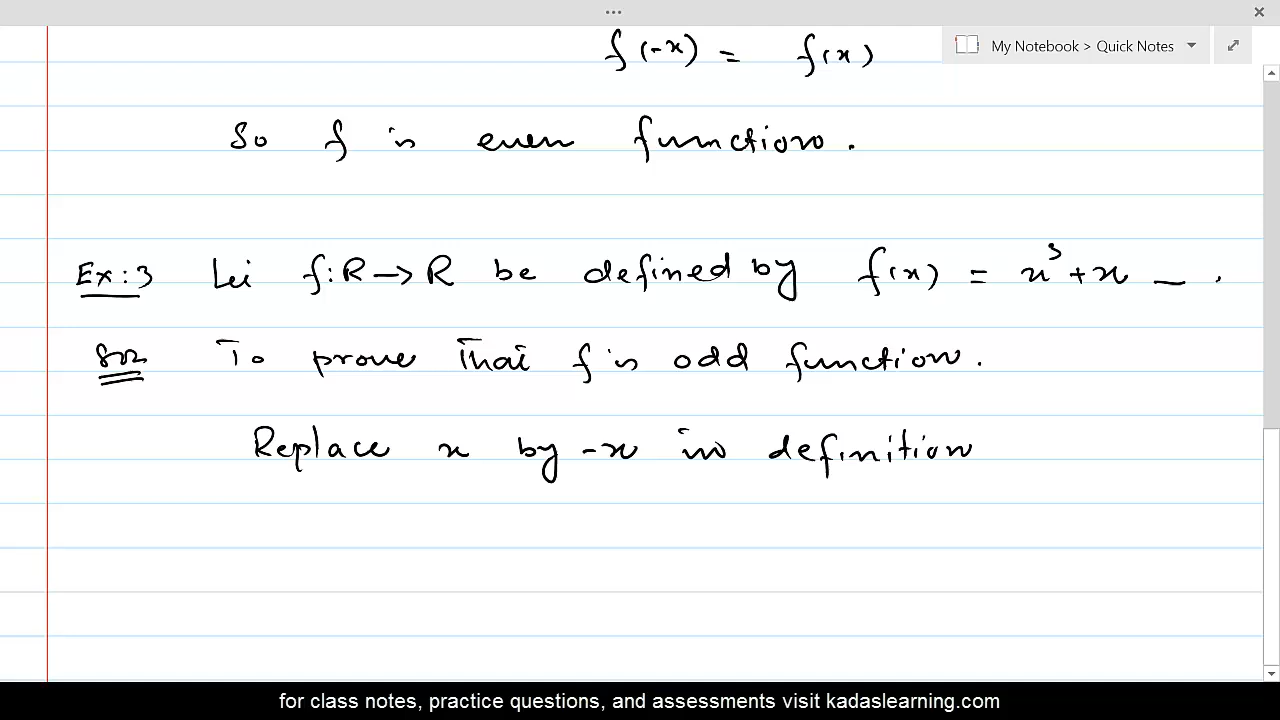 ...
×
f(-x) = f(x)
My Notebook > Quick Notes
So f is even function.
Ex:3 Let f:R→R be defined by f(x) = x³+x – .
Sol To prove that f is odd function.
Replace x by -x in definition
for class notes, practice questions, and assessments visit kadaslearning.com